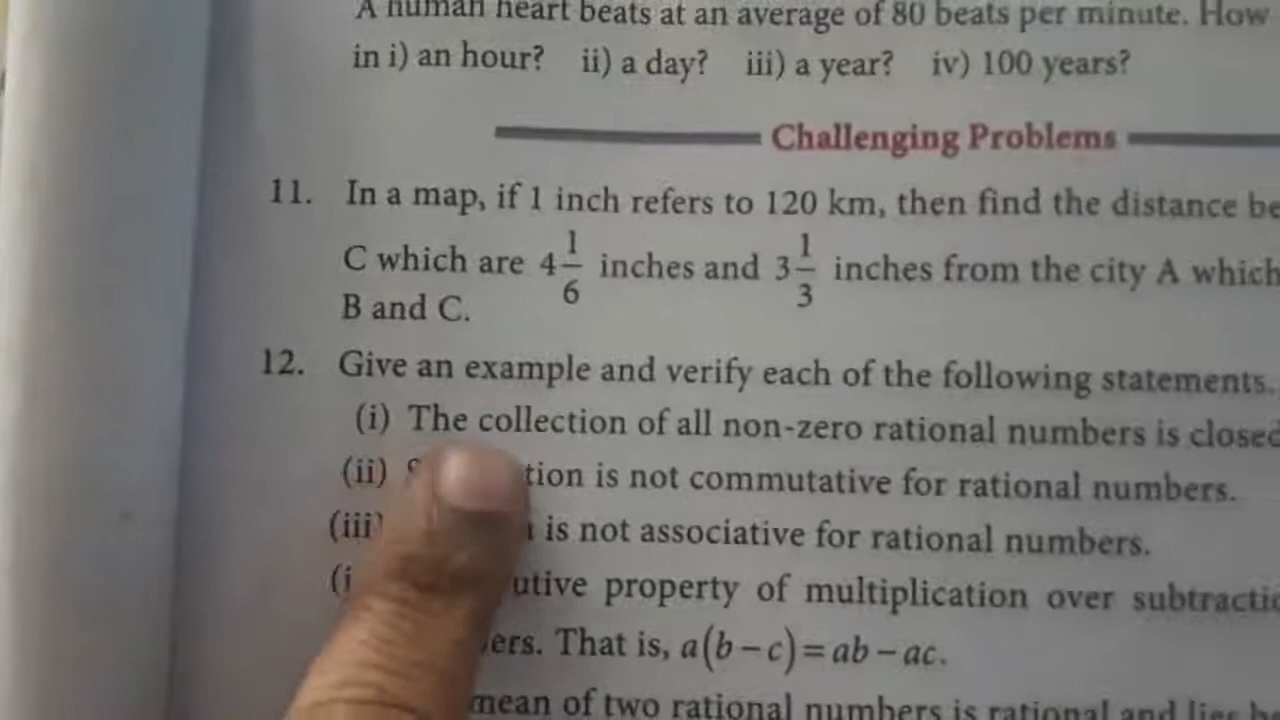 A human heart beats at an average of 80 beats per minute. How
in i) an hour? ii) a day? iii) a year? iv) 100 years?
Challenging Problems
11. In a map, if 1 inch refers to 120 km, then find the distance be
C which are 4 1/6 inches and 3 1/3 inches from the city A which
B and C.
12. Give an example and verify each of the following statements.
(i) The collection of all non-zero rational numbers is closed
(ii) tion is not commutative for rational numbers.
(iii) is not associative for rational numbers.
utive property of multiplication over subtractio
ers. That is, a(b – c) = ab – ac.
mean of two rational numbers is rational and lies be